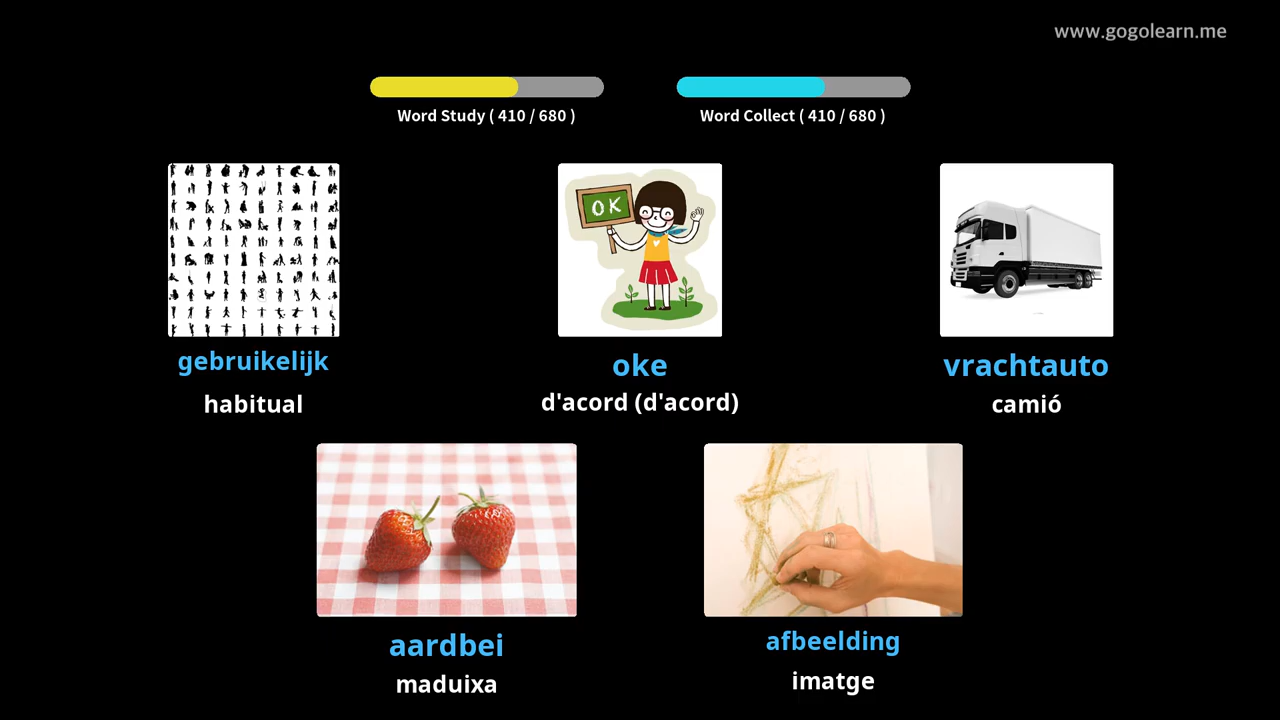 www.gogolearn.me
Word Study ( 410 / 680 )
Word Collect ( 410 / 680 )
OK
gebruikelijk
habitual
oke
d'acord (d'acord)
vrachtauto
camió
aardbei
maduixa
afbeelding
imatge